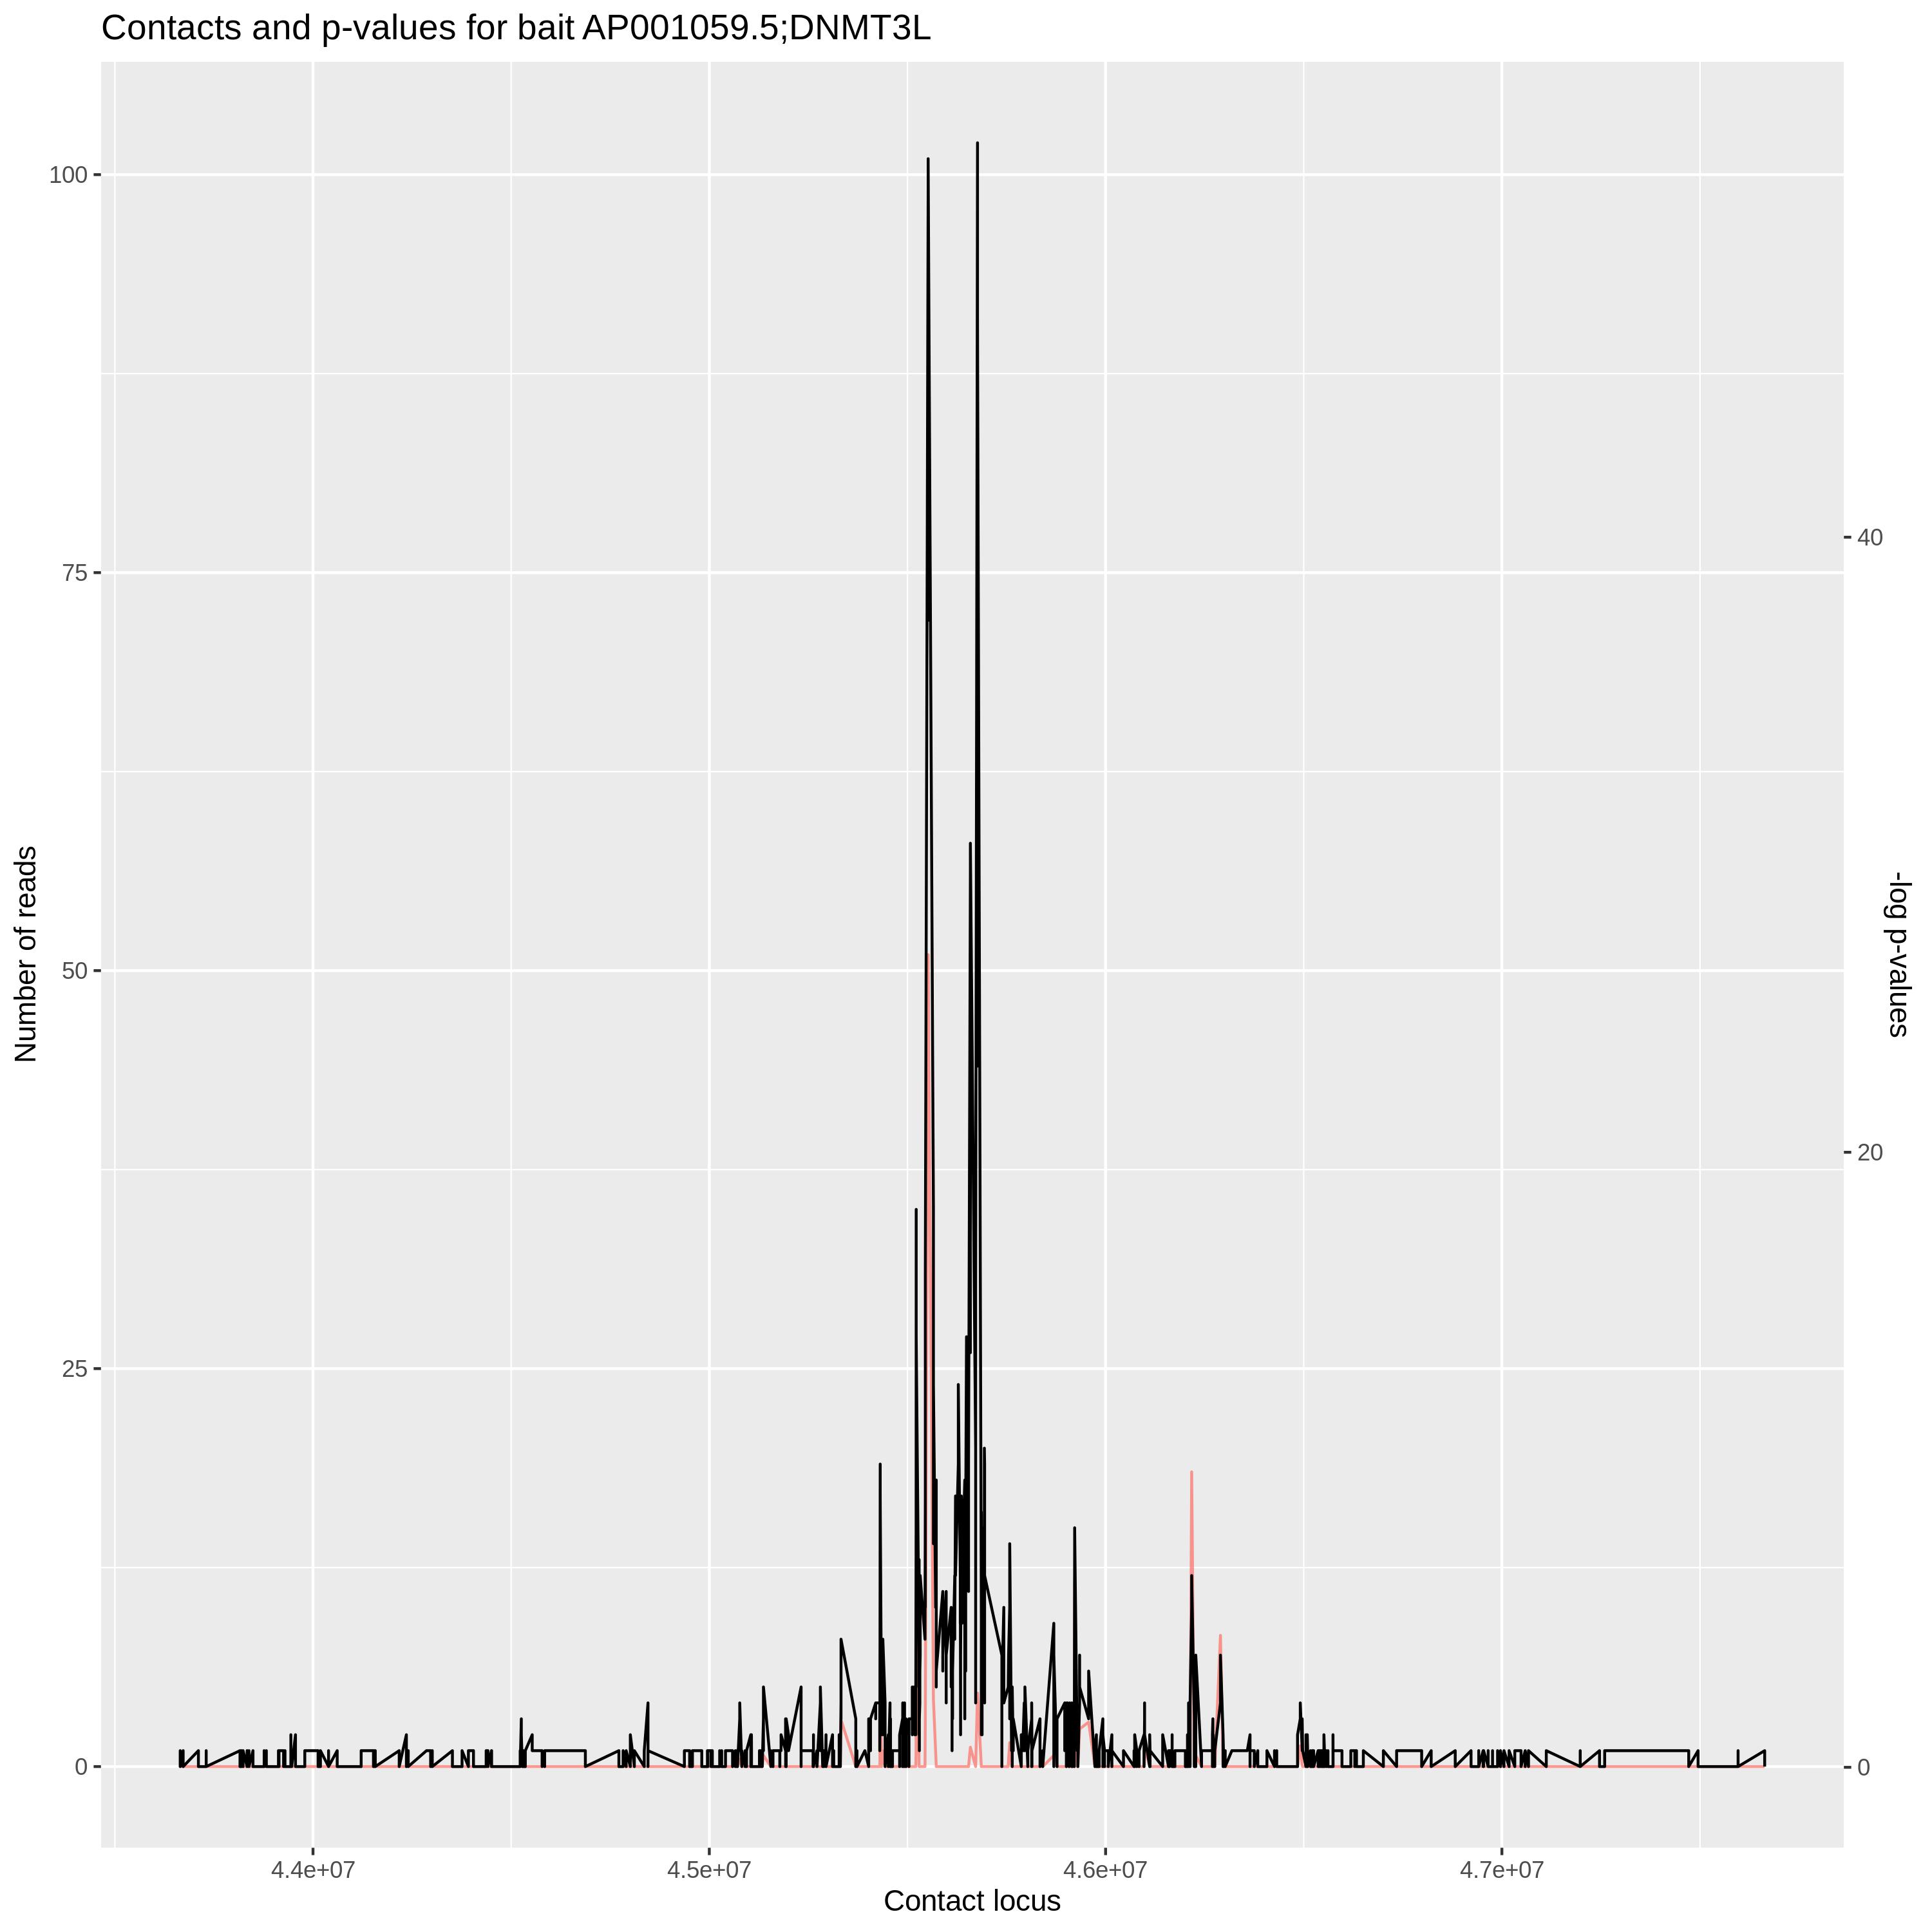 Contacts and p-values for bait AP001059.5;DNMT3L
100
75
50
25
0
Number of reads
40
20
0
-log p-values
4.4e+07
4.5e+07
4.6e+07
4.7e+07
Contact locus